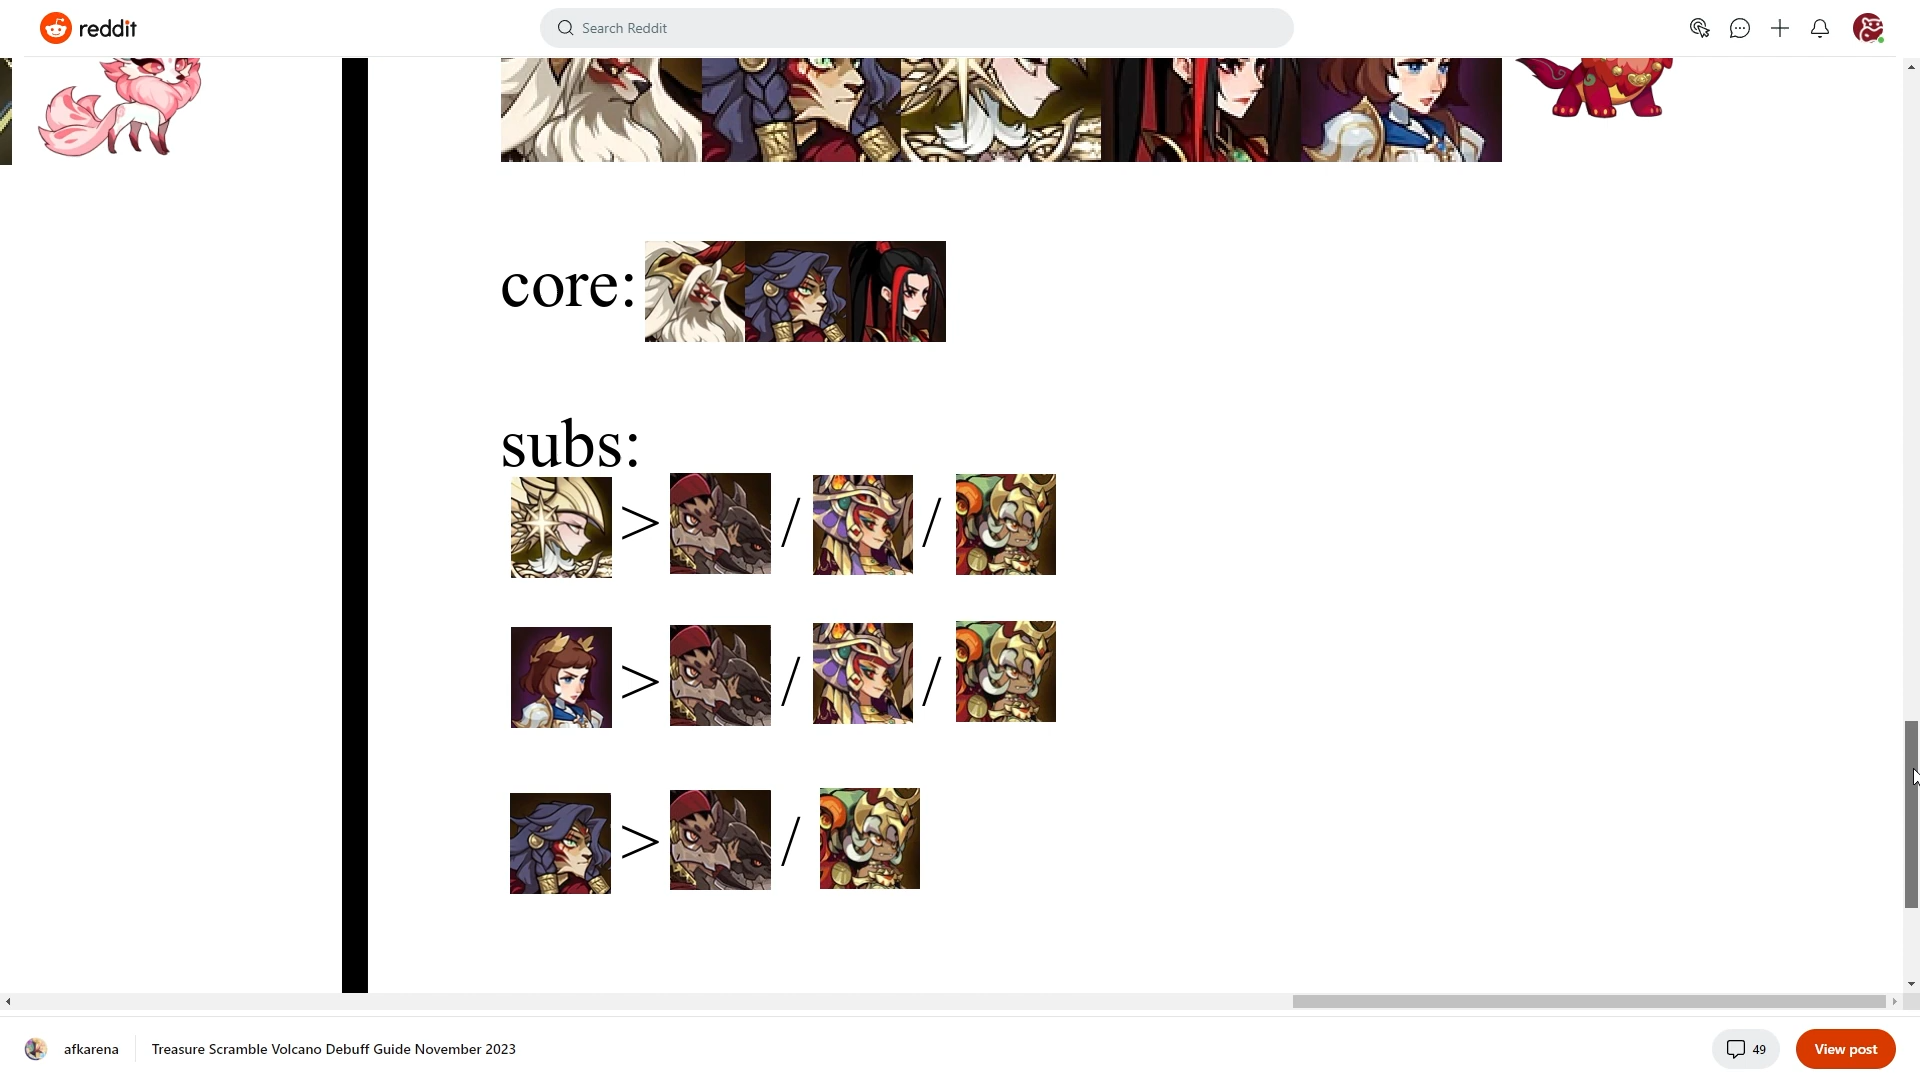 reddit
Search Reddit
core:
subs:
> / /
> / /
> /
afkarena
Treasure Scramble Volcano Debuff Guide November 2023
49
View post